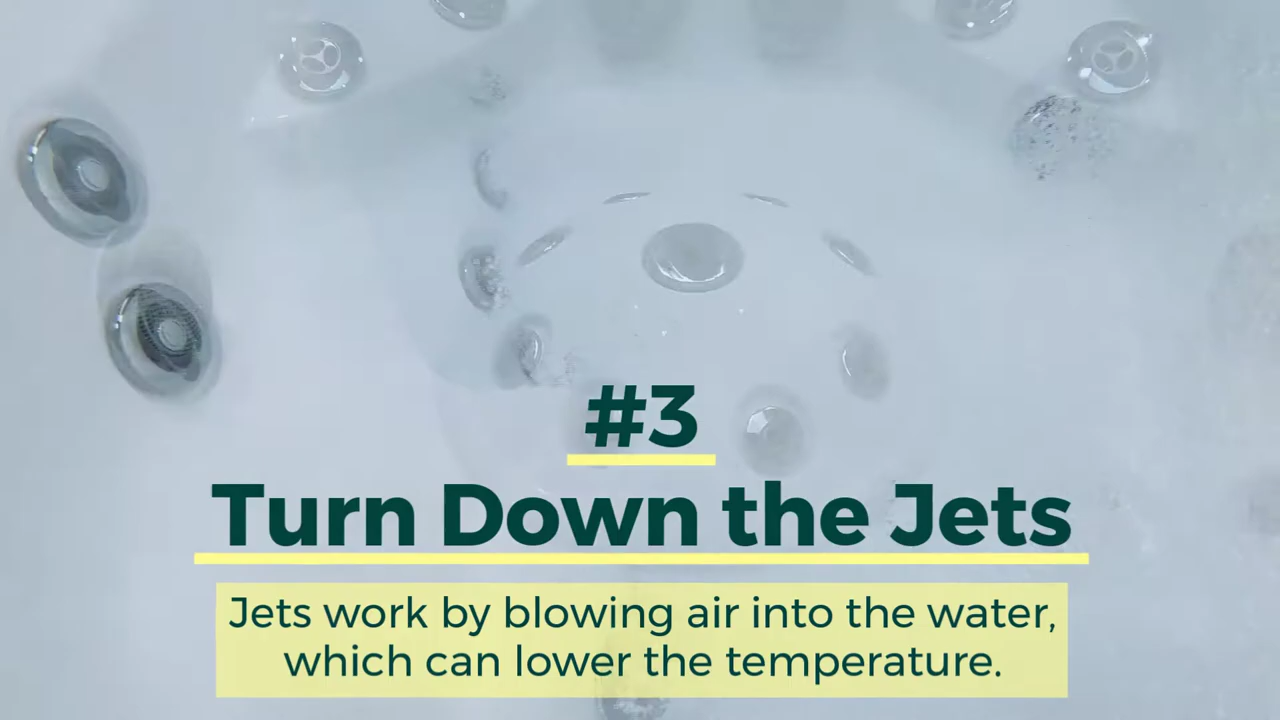 #3
Turn Down the Jets
Jets work by blowing air into the water,
which can lower the temperature.